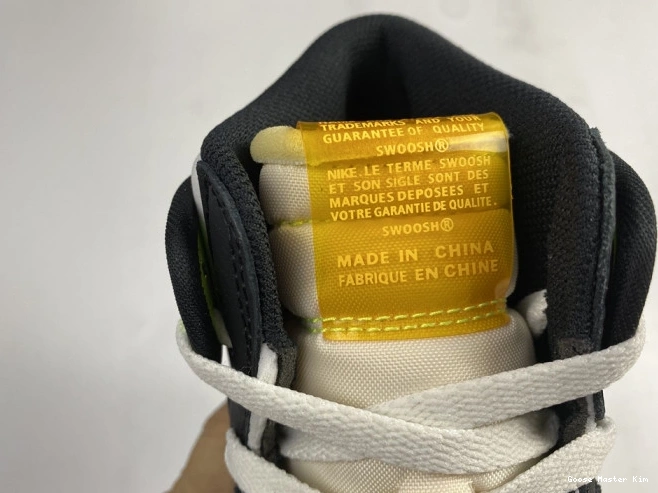 TRADEMARKS AND YOUR
GUARANTEE OF QUALITY
SWOOSH®
NIKE. LE TERME SWOOSH
ET SON SIGLE SONT DES
MARQUES DEPOSEES ET
VOTRE GARANTIE DE QUALITE.
SWOOSH®
MADE IN CHINA
FABRIQUE EN CHINE
Goose Master Kim